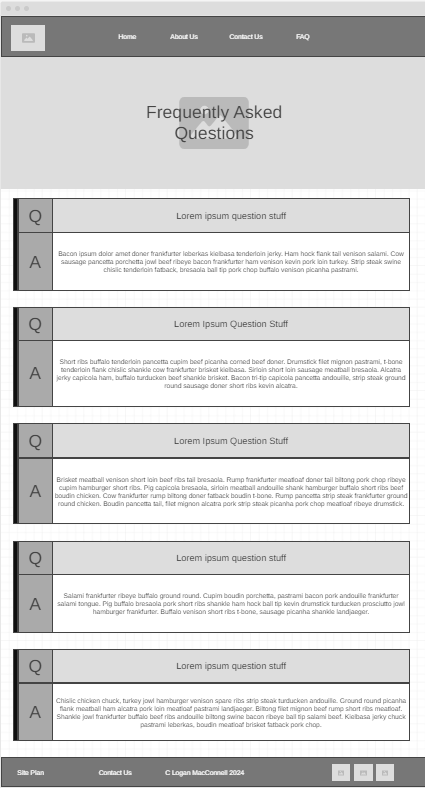 Home About Us Contact Us FAQ
Frequently Asked
Questions
Q Lorem ipsum question stuff
A
Bacon ipsum dolor amet doner frankfurter leberkas kielbasa tenderloin jerky. Ham hock flank tail venison salami. Cow
sausage pancetta porchetta jowl beef ribeye bacon frankfurter ham venison kevin pork loin turkey. Strip steak swine
chislic tenderloin fatback, bresaola ball tip pork chop buffalo venison picanha pastrami.
Q Lorem Ipsum Question Stuff
A
Short ribs buffalo tenderloin pancetta cupim beef picanha corned beef doner. Drumstick filet mignon pastrami, t-bone
tenderloin flank chislic shankle cow frankfurter brisket kielbasa. Sirloin short loin sausage meatball bresaola. Alcatra
jerky capicola ham, buffalo turducken beef shankle brisket. Bacon tri-tip capicola pancetta andouille, strip steak ground
round sausage doner short ribs kevin alcatra.
Q Lorem Ipsum Question Stuff
A
Brisket meatball venison short loin beef ribs tail bresaola. Rump frankfurter meatloaf doner tail biltong pork chop ribeye
cupim hamburger short ribs. Pig capicola bresaola, sirloin meatball andouille shank hamburger buffalo short ribs beef
boudin chicken. Cow frankfurter rump biltong doner fatback boudin t-bone. Rump pancetta strip steak frankfurter ground
round chicken. Boudin pancetta tail, filet mignon alcatra pork strip steak picanha pork chop meatloaf ribeye drumstick.
Q Lorem ipsum question stuff
A
Salami frankfurter ribeye buffalo ground round. Cupim boudin porchetta, pastrami bacon pork andouille frankfurter
salami tongue. Pig buffalo bresaola pork short ribs shankle ham hock ball tip kevin drumstick turducken prosciutto jowl
hamburger frankfurter. Buffalo venison short ribs t-bone, sausage picanha shankle landjaeger.
Q Lorem ipsum question stuff
A
Chislic chicken chuck, turkey jowl hamburger venison spare ribs strip steak turducken andouille. Ground round picanha
flank meatball ham alcatra pork loin meatloaf pastrami landjaeger. Biltong filet mignon beef rump short ribs meatloaf.
Shankle jowl frankfurter buffalo beef ribs andouille biltong swine bacon ribeye ball tip salami beef. Kielbasa jerky chuck
pastrami leberkas, boudin meatloaf brisket fatback pork chop.
Site Plan Contact Us C Logan MacConnell 2024